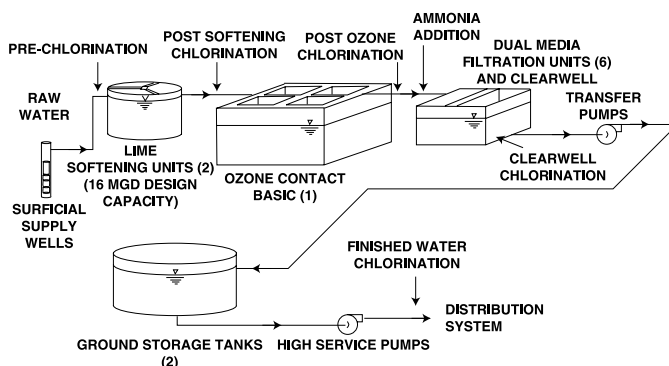 PRE-CHLORINATION
POST SOFTENING
CHLORINATION
POST OZONE
CHLORINATION
AMMONIA
ADDITION
DUAL MEDIA
FILTRATION UNITS (6)
AND CLEARWELL
TRANSFER
PUMPS
RAW
WATER
LIME
SOFTENING UNITS (2)
(16 MGD DESIGN
CAPACITY)
OZONE CONTACT
BASIC (1)
CLEARWELL
CHLORINATION
SURFICIAL
SUPPLY
WELLS
FINISHED WATER
CHLORINATION
DISTRIBUTION
SYSTEM
GROUND STORAGE TANKS
(2)
HIGH SERVICE PUMPS